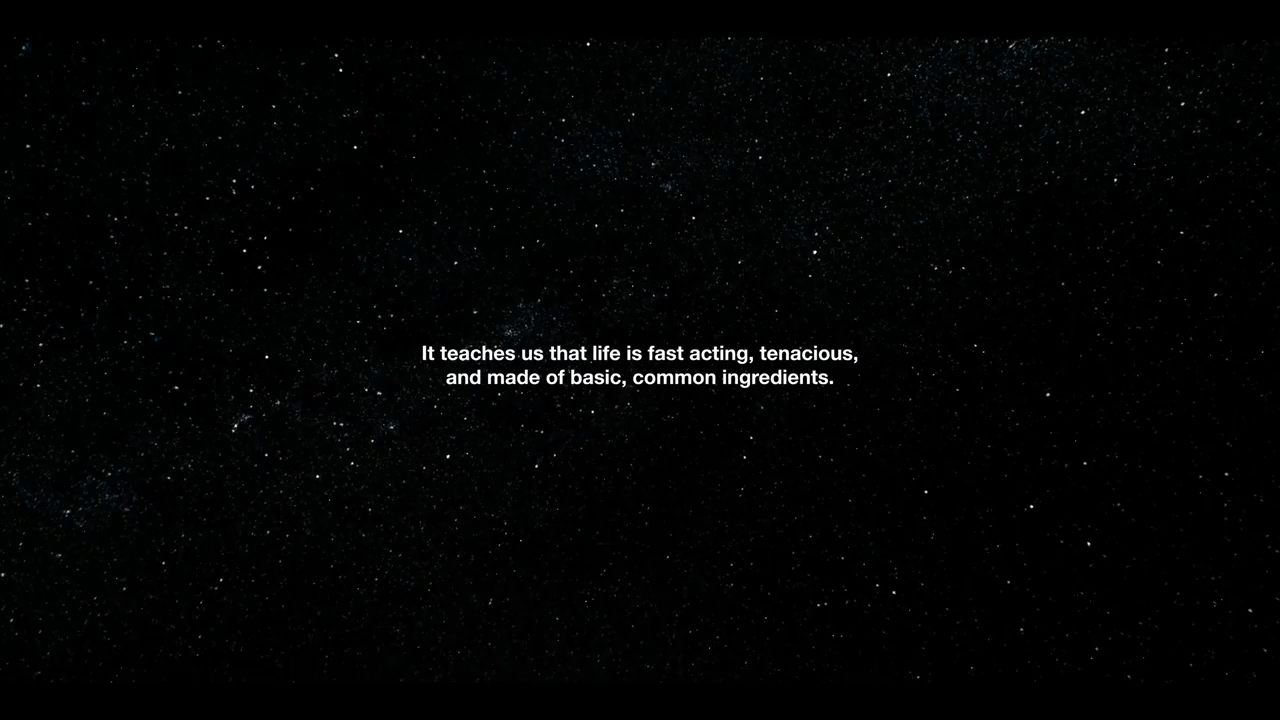 It teaches us that life is fast acting, tenacious,
and made of basic, common ingredients.